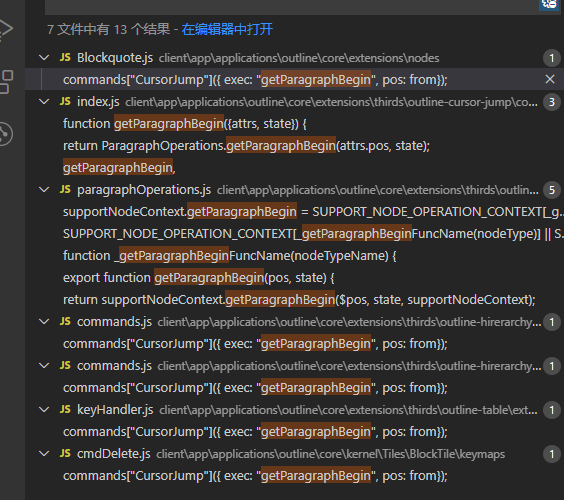 7 文件中有 13 个结果 - 在编辑器中打开
JS Blockquote.js client\app\applications\outline\core\extensions\nodes 1
commands["CursorJump"]({ exec: "getParagraphBegin", pos: from});
JS index.js client\app\applications\outline\core\extensions\thirds\outline-cursor-jump\co... 3
function getParagraphBegin({attrs, state}) {
return ParagraphOperations.getParagraphBegin(attrs.pos, state);
getParagraphBegin,
JS paragraphOperations.js client\app\applications\outline\core\extensions\thirds\outlin... 5
supportNodeContext.getParagraphBegin = SUPPORT_NODE_OPERATION_CONTEXT[_g...
SUPPORT_NODE_OPERATION_CONTEXT[_getParagraphBeginFuncName(nodeType)] || S...
function _getParagraphBeginFuncName(nodeTypeName) {
export function getParagraphBegin(pos, state) {
return supportNodeContext.getParagraphBegin($pos, state, supportNodeContext);
JS commands.js client\app\applications\outline\core\extensions\thirds\outline-hirerarchy... 1
commands["CursorJump"]({ exec: "getParagraphBegin", pos: from});
JS commands.js client\app\applications\outline\core\extensions\thirds\outline-hirerarchy... 1
commands["CursorJump"]({ exec: "getParagraphBegin", pos: from});
JS keyHandler.js client\app\applications\outline\core\extensions\thirds\outline-table\ext... 1
commands["CursorJump"]({ exec: "getParagraphBegin", pos: from});
JS cmdDelete.js client\app\applications\outline\core\kernel\Tiles\BlockTile\keymaps 1
commands["CursorJump"]({ exec: "getParagraphBegin", pos: from});